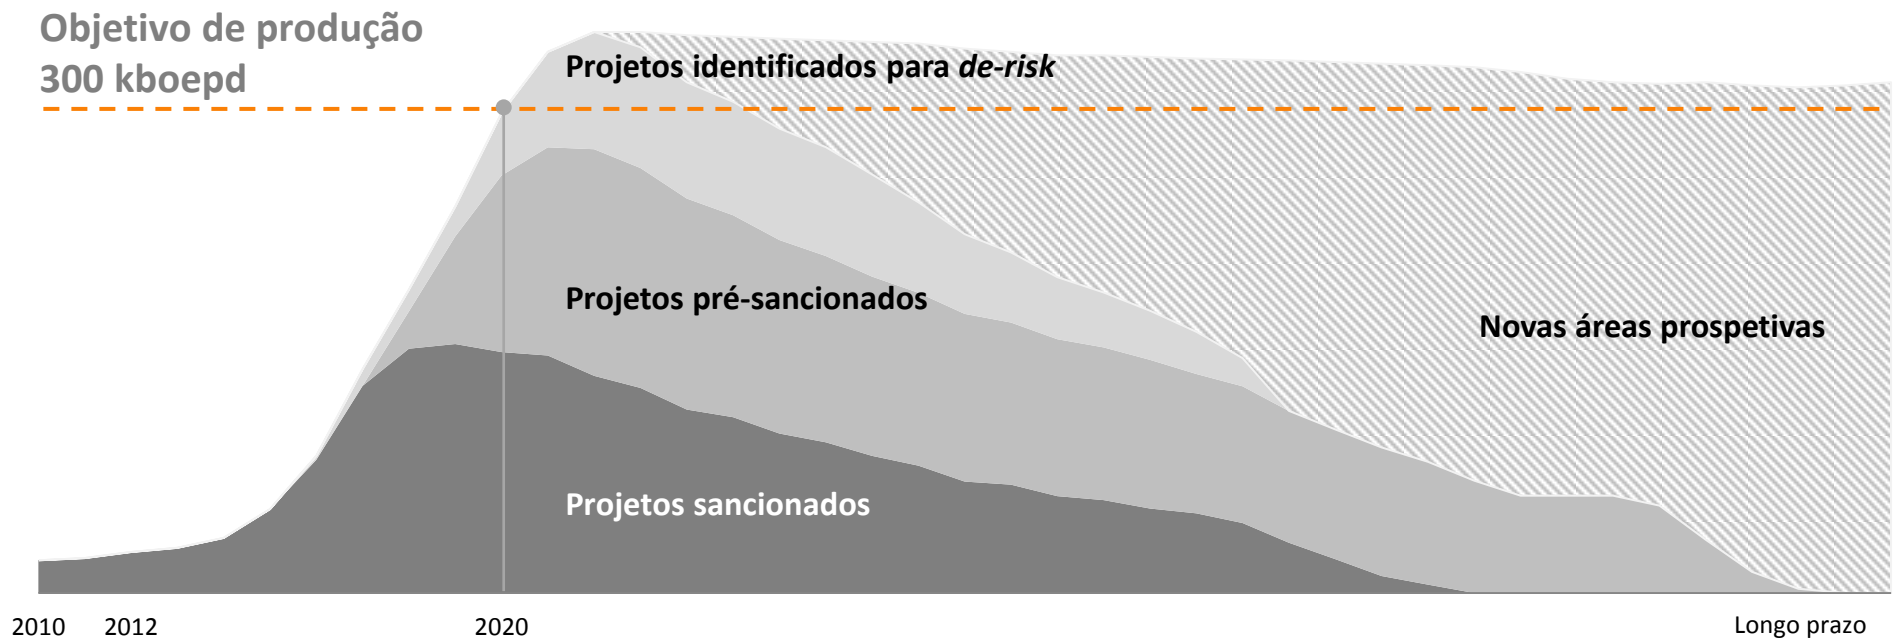 Objetivo de produção
300 kboepd
Projetos identificados para de-risk
Projetos pré-sancionados
Novas áreas prospetivas
Projetos sancionados
2010 2012 2020 Longo prazo